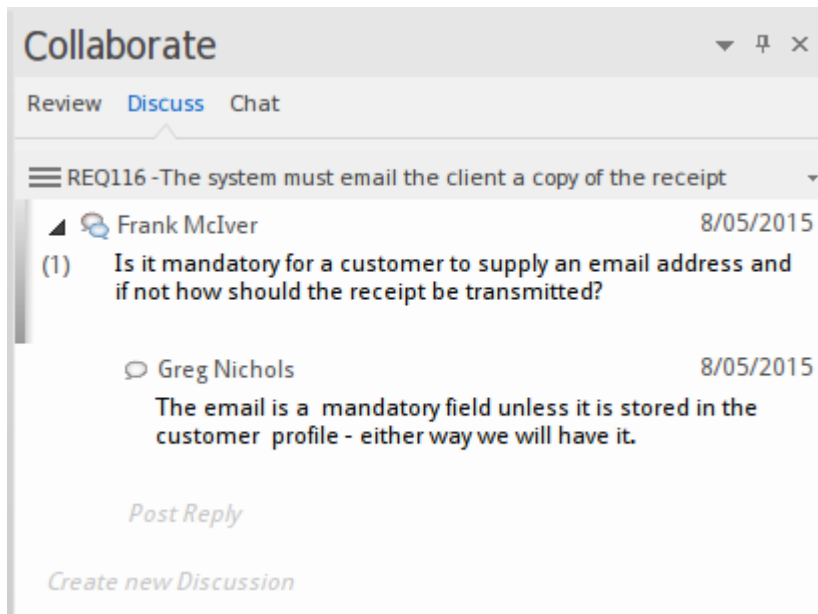 Collaborate
Review Discuss Chat
REQ116 -The system must email the client a copy of the receipt
Frank McIver 8/05/2015
(1) Is it mandatory for a customer to supply an email address and
if not how should the receipt be transmitted?
Greg Nichols 8/05/2015
The email is a mandatory field unless it is stored in the
customer profile - either way we will have it.
Post Reply
Create new Discussion